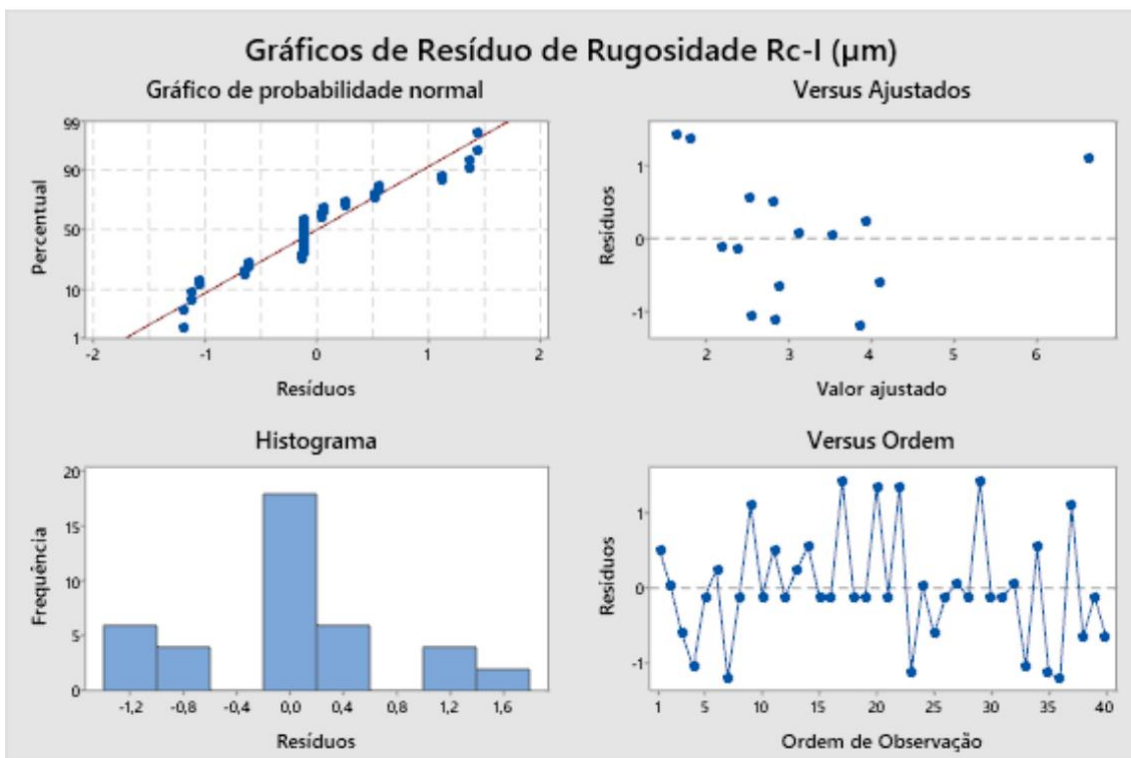 Gráficos de Resíduo de Rugosidade Rc-I (µm)
Gráfico de probabilidade normal
99
90
50
10
1
Percentual
-2 -1 0 1 2
Resíduos
Versus Ajustados
1
0
-1
Resíduos
2 3 4 5 6
Valor ajustado
Histograma
20
15
10
5
0
Frequência
-1,2 -0,8 -0,4 0,0 0,4 0,8 1,2 1,6
Resíduos
Versus Ordem
1
0
-1
Resíduos
1 5 10 15 20 25 30 35 40
Ordem de Observação